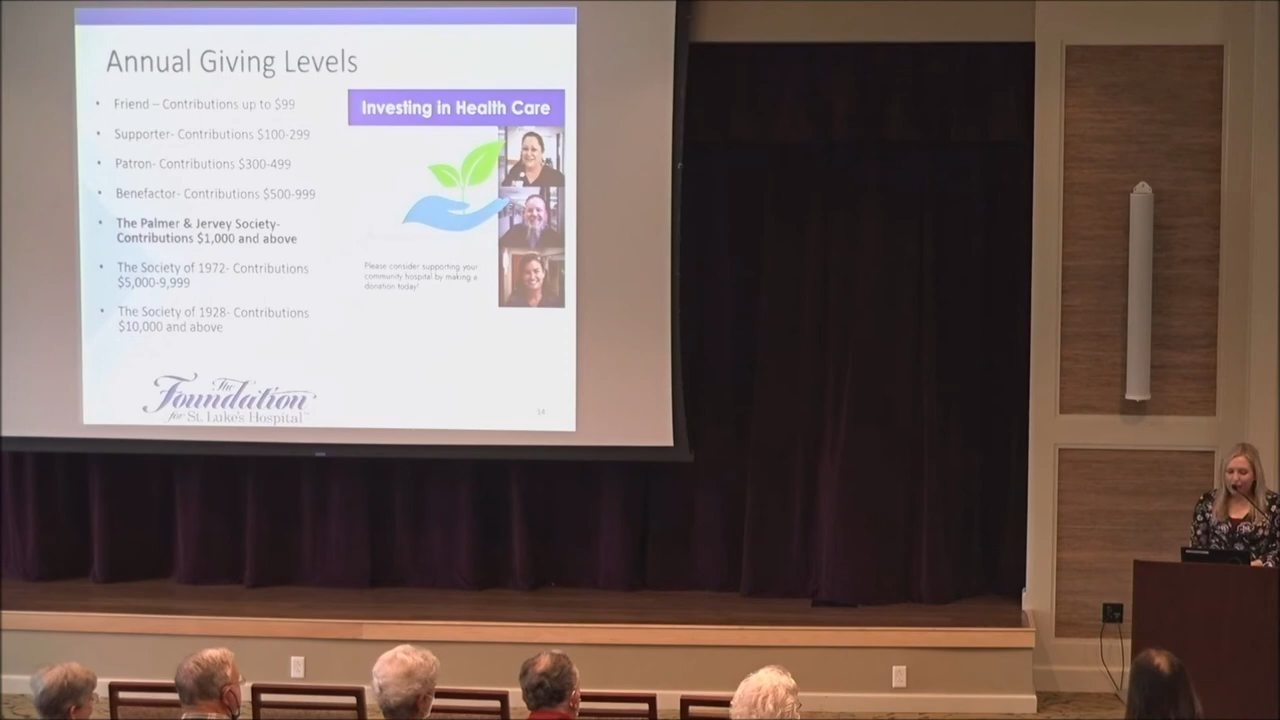 Annual Giving Levels
• Friend – Contributions up to $99
• Supporter- Contributions $100-299
• Patron- Contributions $300-499
• Benefactor- Contributions $500-999
• The Palmer & Jervey Society-
Contributions $1,000 and above
• The Society of 1972- Contributions
$5,000-9,999
• The Society of 1928- Contributions
$10,000 and above
Investing in Health Care
Please consider supporting your
community hospital by making a
donation today!
The
Foundation
for St. Luke's Hospital
14